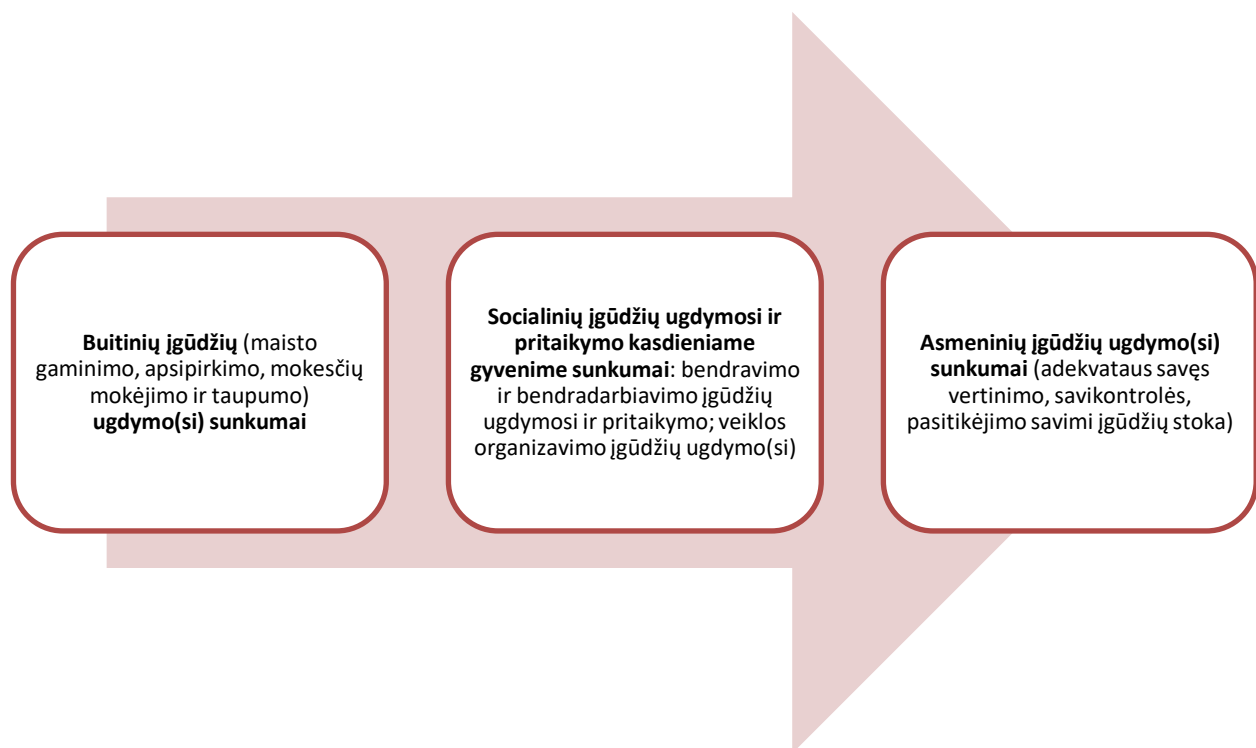 Buitinių įgūdžių (maisto
gaminimo, apsipirkimo, mokesčių
mokėjimo ir taupumo)
ugdymo(si) sunkumai
Socialinių įgūdžių ugdymosi ir
pritaikymo kasdieniame
gyvenime sunkumai: bendravimo
ir bendradarbiavimo įgūdžių
ugdymosi ir pritaikymo; veiklos
organizavimo įgūdžių ugdymo(si)
Asmeninių įgūdžių ugdymo(si)
sunkumai (adekvataus savęs
vertinimo, savikontrolės,
pasitikėjimo savimi įgūdžių stoka)